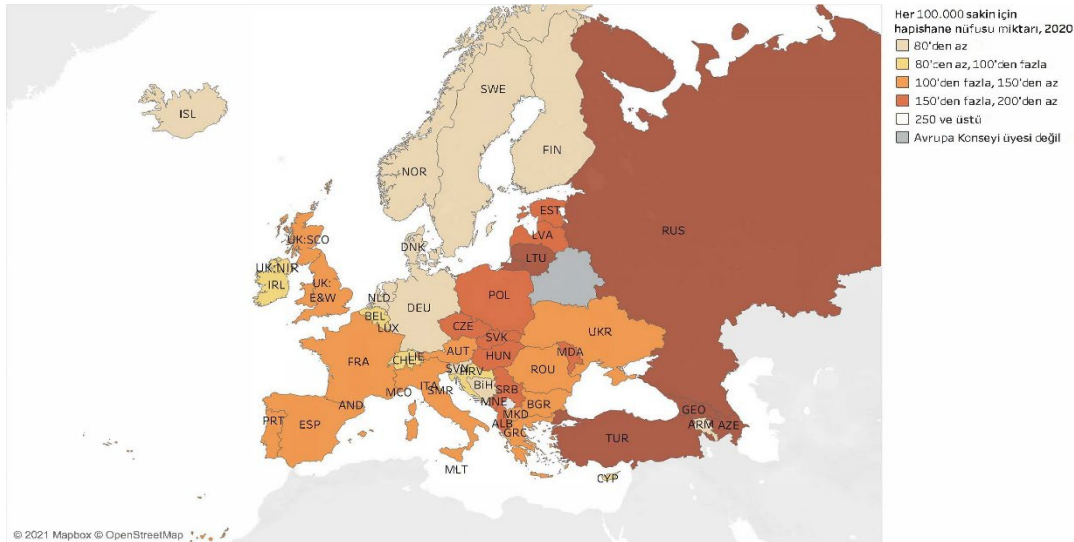 Her 100.000 sakin için
hapishane nüfusu miktarı, 2020
80'den az
80'den az, 100'den fazla
100'den fazla, 150'den az
150'den fazla, 200'den az
250 ve üstü
Avrupa Konseyi üyesi değil
ISL
SWE
FIN
NOR
RUS
EST
LVA
DNK
LTU
UK:SCO
UK:NIR
IRL
UK:
E&W
NLD
DEU
POL
BEL
LUX
CZE
SVK
UKR
FRA
CHE
LIE
AUT
HUN
MDA
SVN
HRV
ROU
MCO
ITA
SMR
BiH
SRB
AND
MNE
BGR
PRT
ESP
MKD
ALB
GRC
GEO
ARM
AZE
TUR
MLT
CYP
© 2021 Mapbox © OpenStreetMap